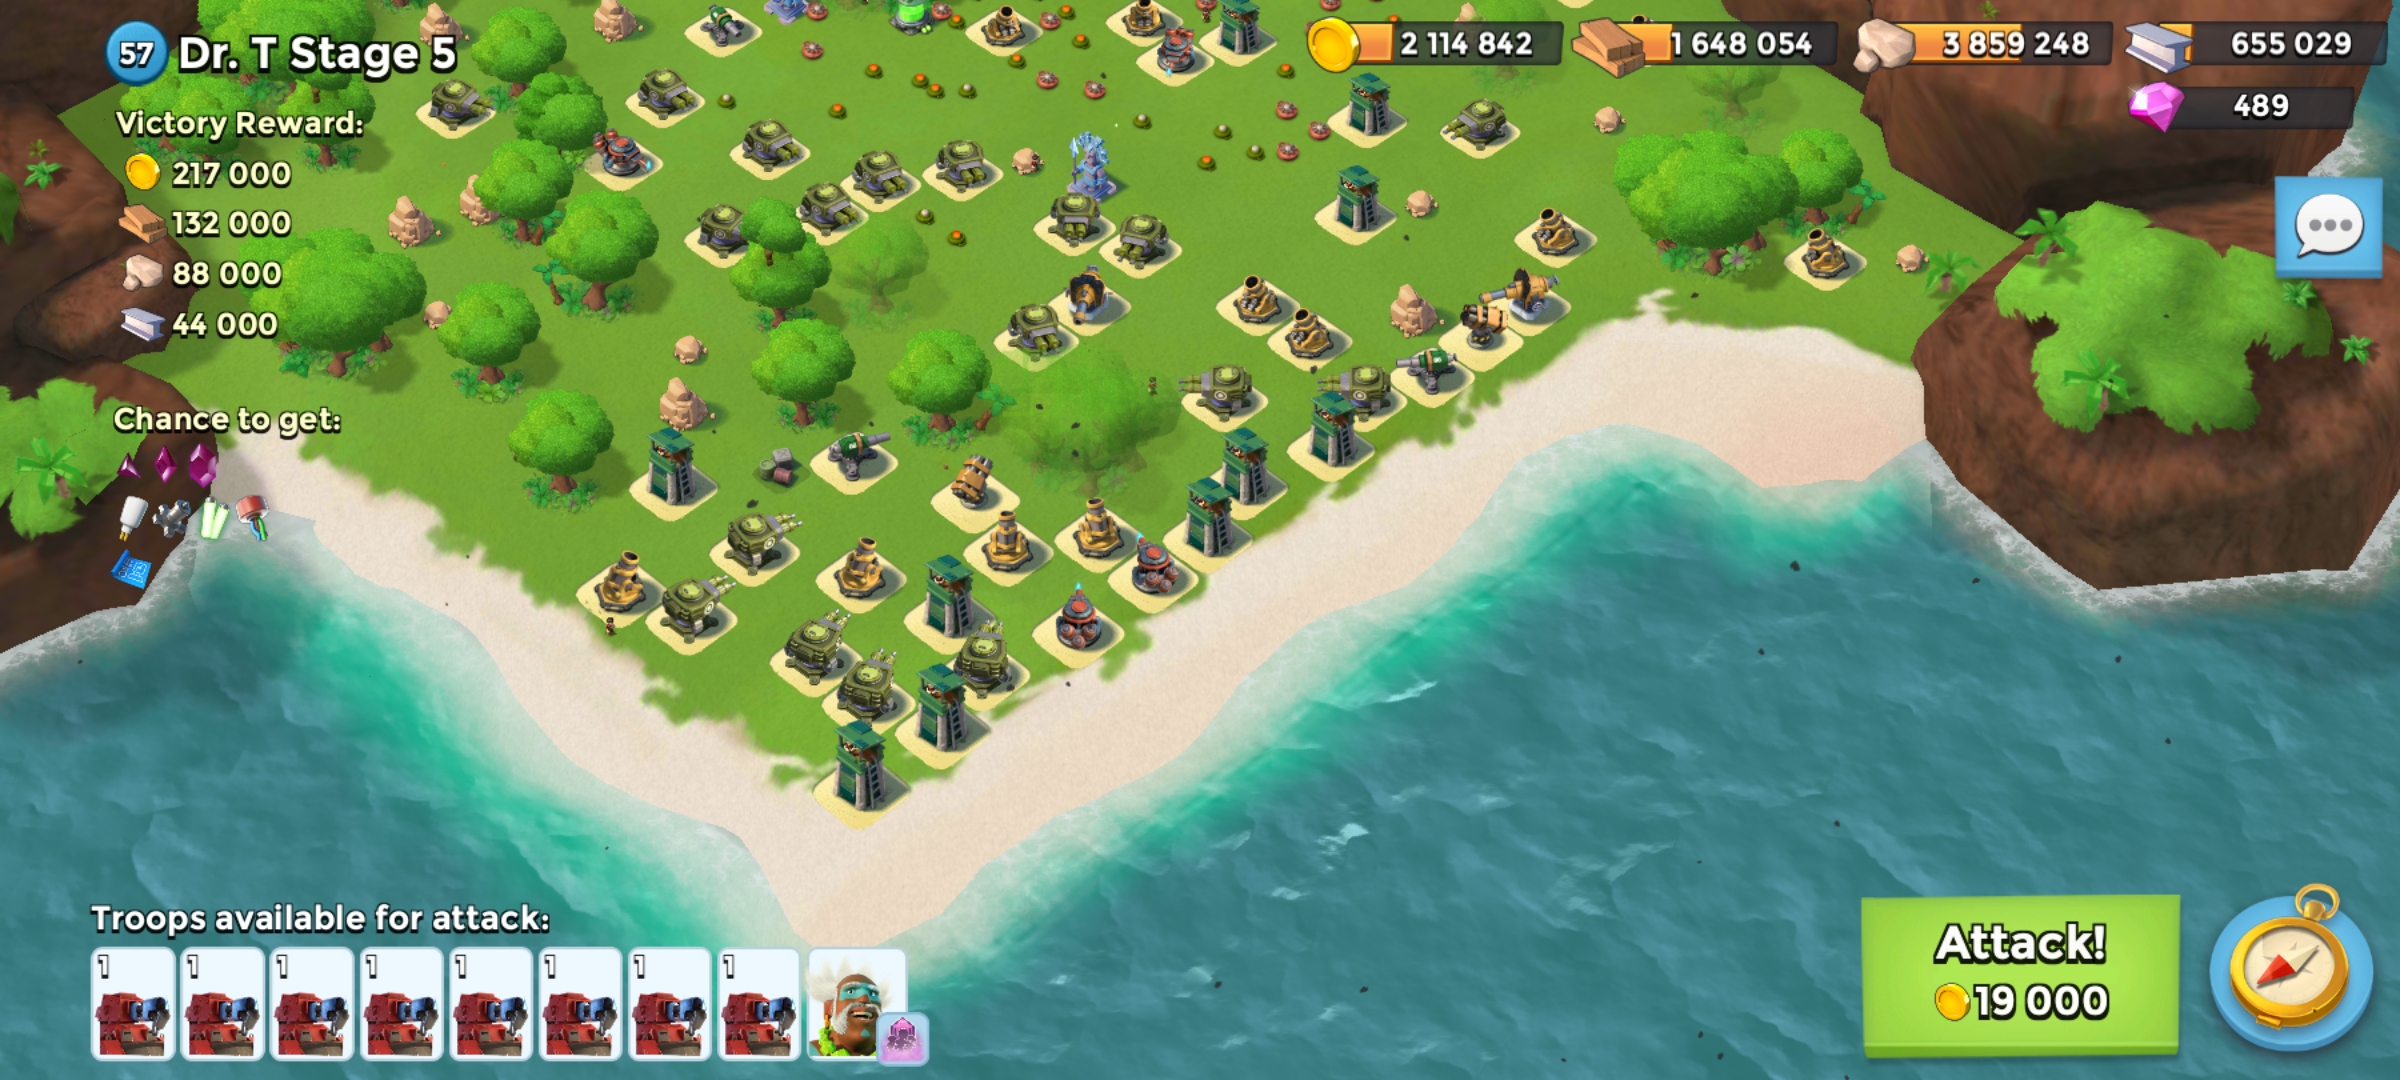 57 Dr. T Stage 5
2 114 842
1 648 054
3 859 248
655 029
489
Victory Reward:
217 000
132 000
88 000
44 000
Chance to get:
Troops available for attack:
1 1 1 1 1 1 1 1
Attack!
19 000